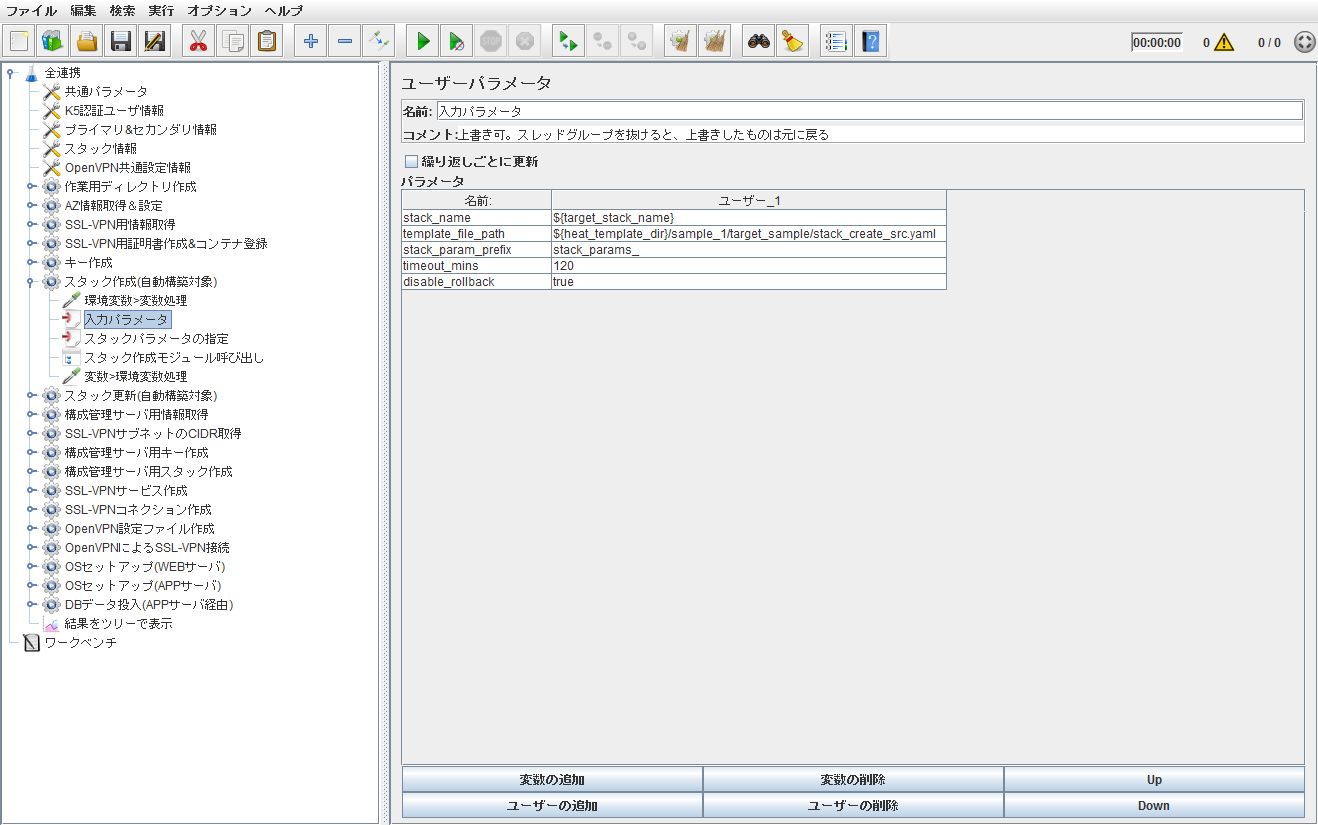 ファイル 編集 検索 実行 オプション ヘルプ
STOP
00:00:00 0 0 / 0
全連携
共通パラメータ
K5認証ユーザ情報
プライマリ&セカンダリ情報
スタック情報
OpenVPN共通設定情報
作業用ディレクトリ作成
AZ情報取得＆設定
SSL-VPN用情報取得
SSL-VPN用証明書作成&コンテナ登録
キー作成
スタック作成(自動構築対象)
環境変数>変数処理
入力パラメータ
スタックパラメータの指定
スタック作成モジュール呼び出し
変数>環境変数処理
スタック更新(自動構築対象)
構成管理サーバ用情報取得
SSL-VPNサブネットのCIDR取得
構成管理サーバ用キー作成
構成管理サーバ用スタック作成
SSL-VPNサービス作成
SSL-VPNコネクション作成
OpenVPN設定ファイル作成
OpenVPNによるSSL-VPN接続
OSセットアップ(WEBサーバ)
OSセットアップ(APPサーバ)
DBデータ投入(APPサーバ経由)
結果をツリーで表示
ワークベンチ
ユーザーパラメータ
名前: 入力パラメータ
コメント:上書き可。スレッドグループを抜けると、上書きしたものは元に戻る
繰り返しごとに更新
パラメータ
名前: ユーザー_1
stack_name ${target_stack_name}
template_file_path ${heat_template_dir}/sample_1/target_sample/stack_create_src.yaml
stack_param_prefix stack_params_
timeout_mins 120
disable_rollback true
変数の追加 変数の削除 Up
ユーザーの追加 ユーザーの削除 Down